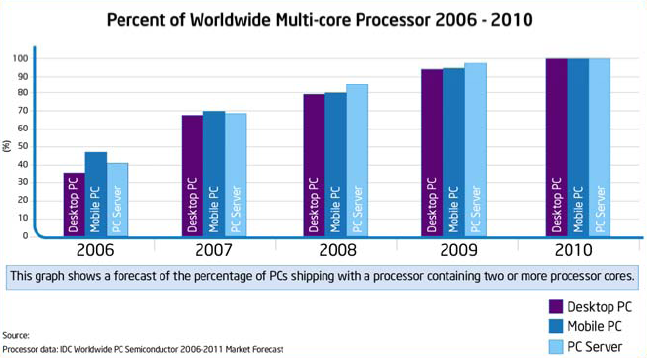 Percent of Worldwide Multi-core Processor 2006 - 2010
100
90
80
70
60
50
40
30
20
10
0
(%)
Desktop PC
Mobile PC
PC Server
Desktop PC
Mobile PC
PC Server
Desktop PC
Mobile PC
PC Server
Desktop PC
Mobile PC
PC Server
Desktop PC
Mobile PC
PC Server
2006 2007 2008 2009 2010
This graph shows a forecast of the percentage of PCs shipping with a processor containing two or more processor cores.
Desktop PC
Mobile PC
PC Server
Source:
Processor data: IDC Worldwide PC Semiconductor 2006-2011 Market Forecast